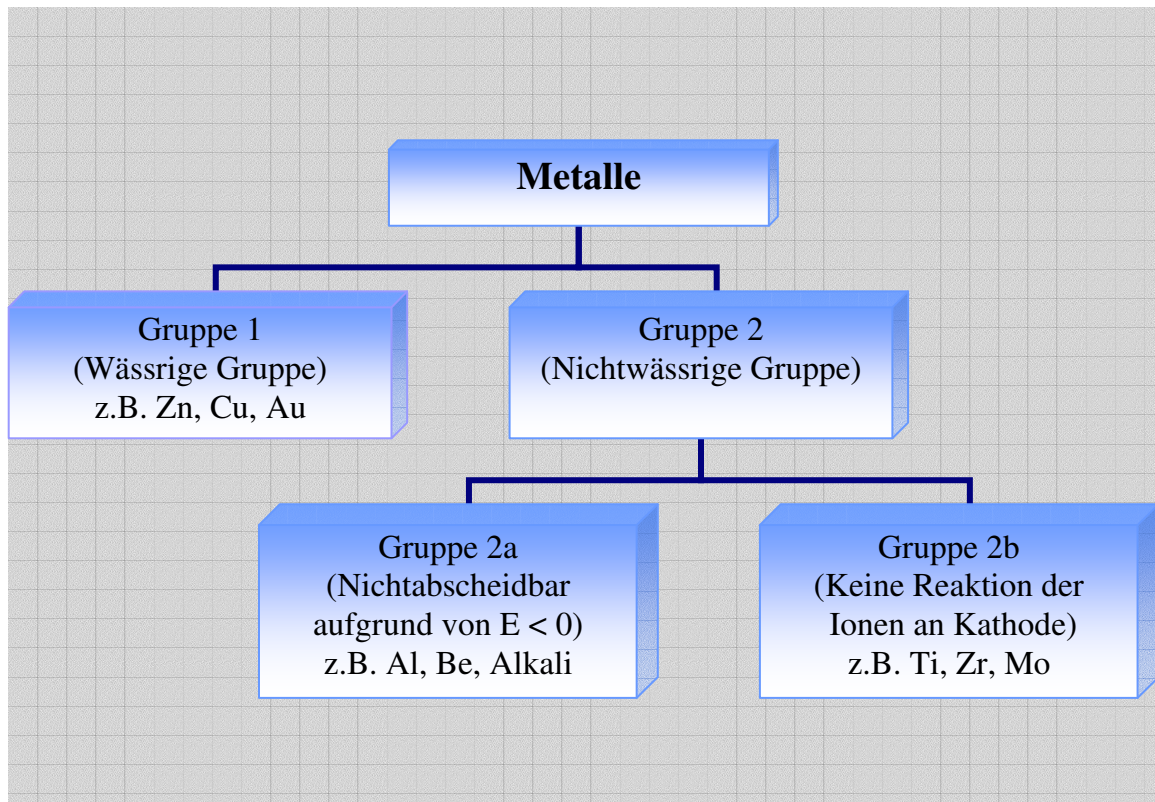 Metalle
Gruppe 1
(Wässrige Gruppe)
z.B. Zn, Cu, Au
Gruppe 2
(Nichtwässrige Gruppe)
Gruppe 2a
(Nichtabscheidbar
aufgrund von E < 0)
z.B. Al, Be, Alkali
Gruppe 2b
(Keine Reaktion der
Ionen an Kathode)
z.B. Ti, Zr, Mo